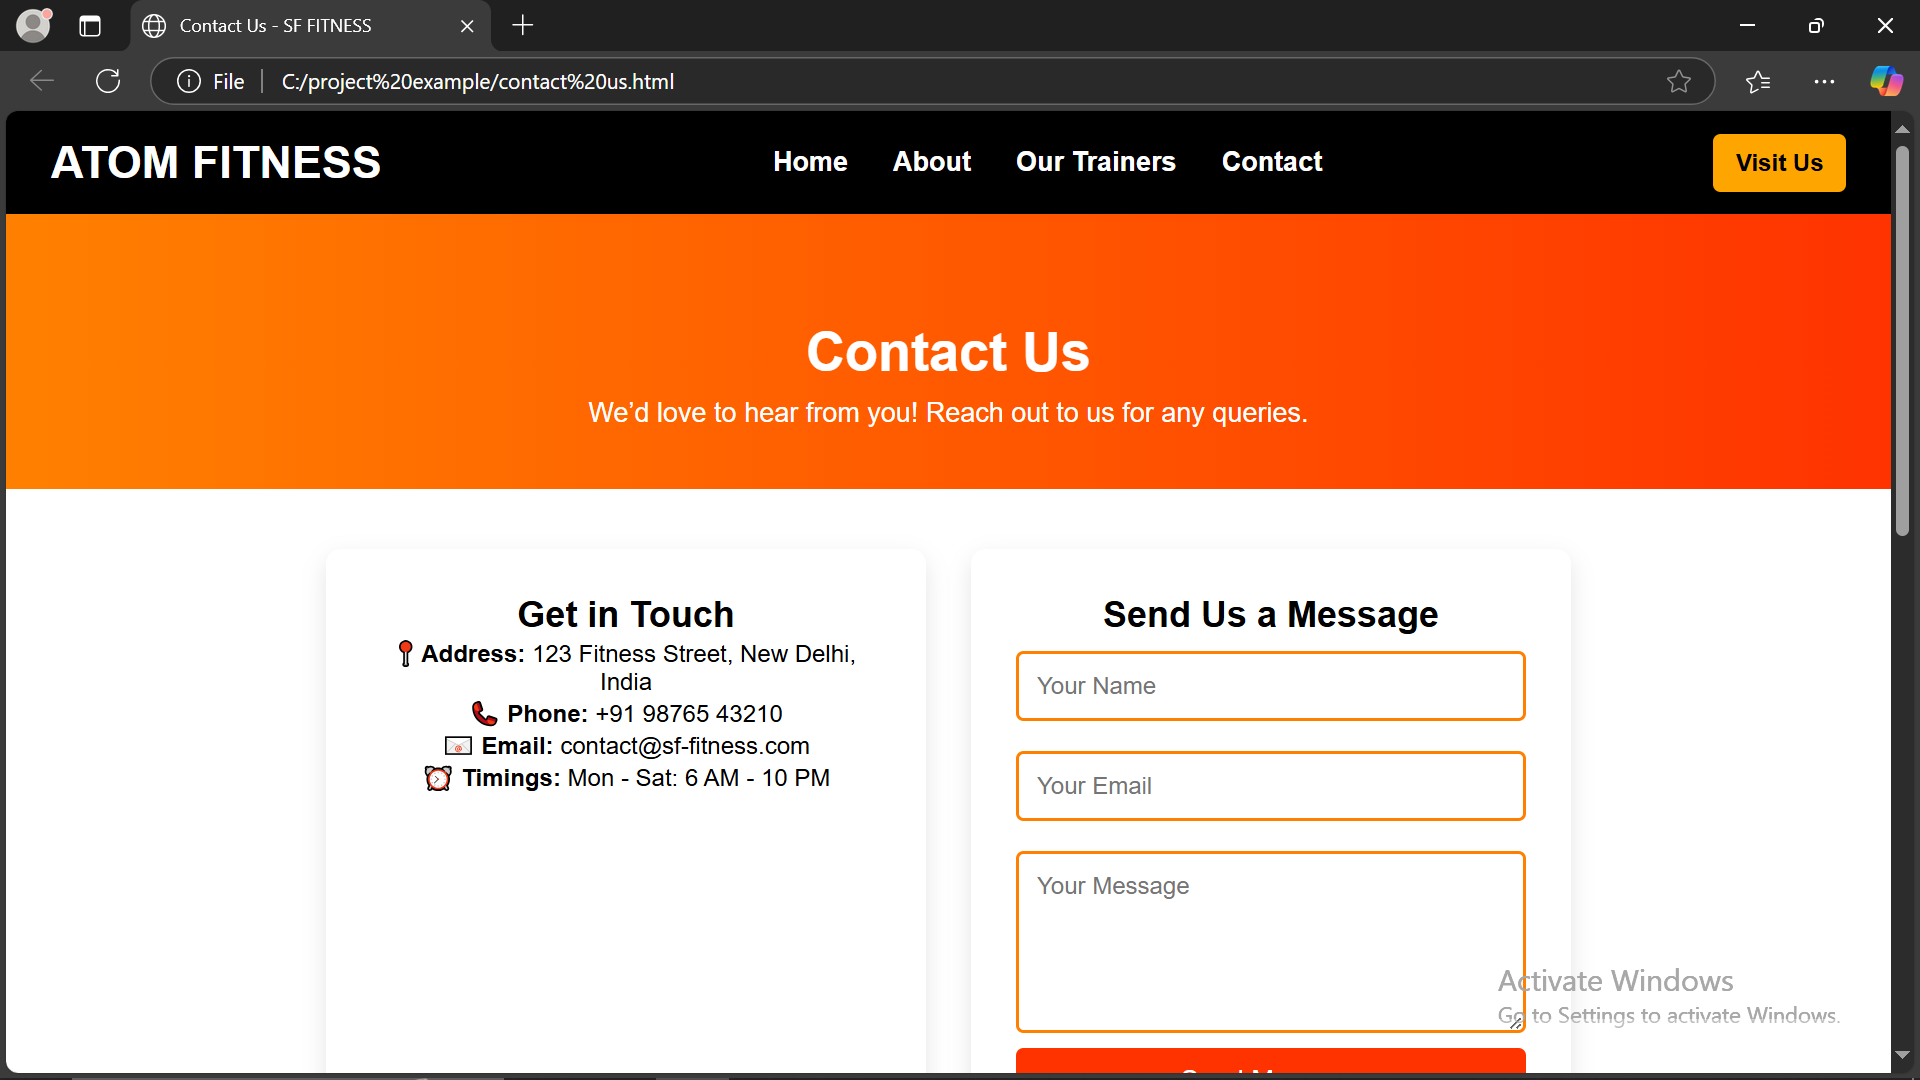 Contact Us - SF FITNESS
File
C:/project%20example/contact%20us.html
ATOM FITNESS
Home About Our Trainers Contact
Visit Us
Contact Us
We’d love to hear from you! Reach out to us for any queries.
Get in Touch
Address: 123 Fitness Street, New Delhi,
India
Phone: +91 98765 43210
Email: contact@sf-fitness.com
Timings: Mon - Sat: 6 AM - 10 PM
Send Us a Message
Your Name
Your Email
Your Message
Activate Windows
Go to Settings to activate Windows.